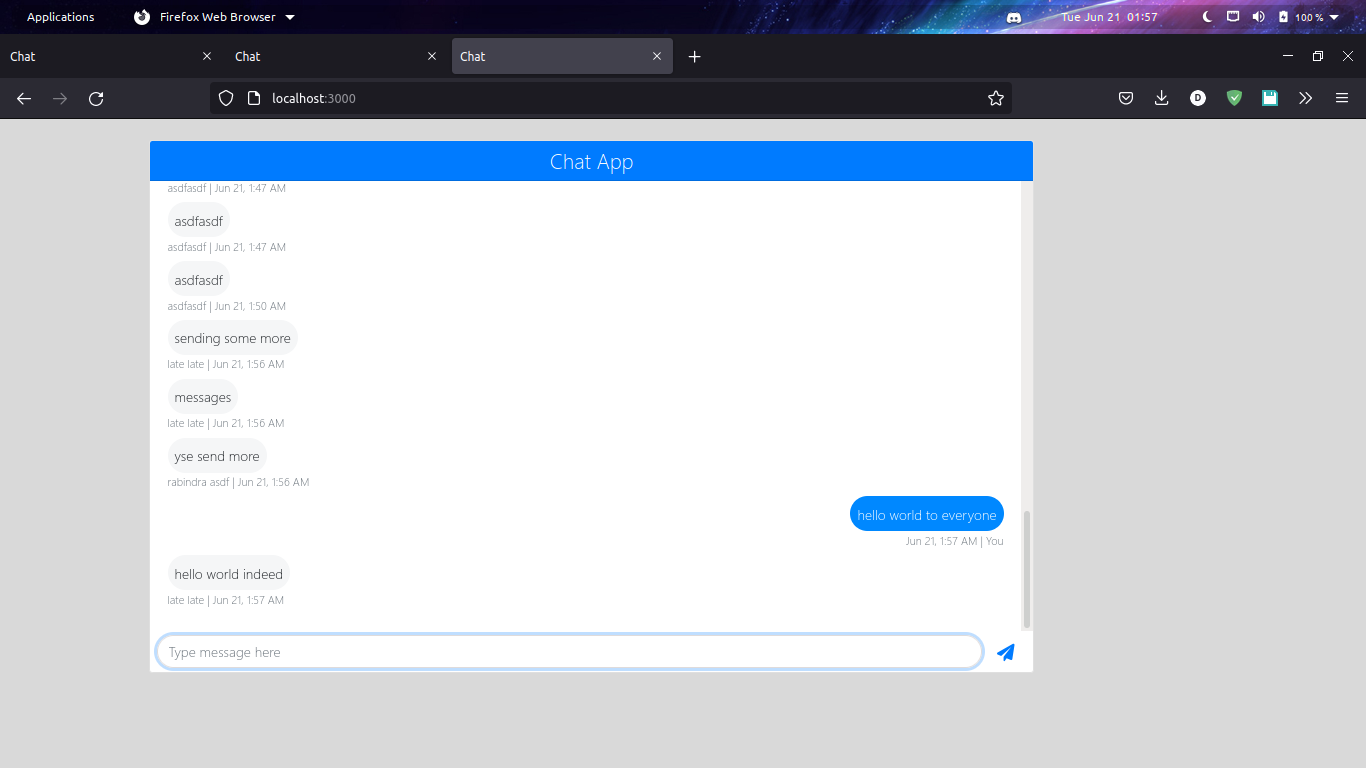 Applications Firefox Web Browser Tue Jun 21 01:57 100 %
Chat Chat Chat
localhost:3000 D
Chat App
asdfasdf | Jun 21, 1:47 AM
asdfasdf
asdfasdf | Jun 21, 1:47 AM
asdfasdf
asdfasdf | Jun 21, 1:50 AM
sending some more
late late | Jun 21, 1:56 AM
messages
late late | Jun 21, 1:56 AM
yse send more
rabindra asdf | Jun 21, 1:56 AM
hello world to everyone
Jun 21, 1:57 AM | You
hello world indeed
late late | Jun 21, 1:57 AM
Type message here